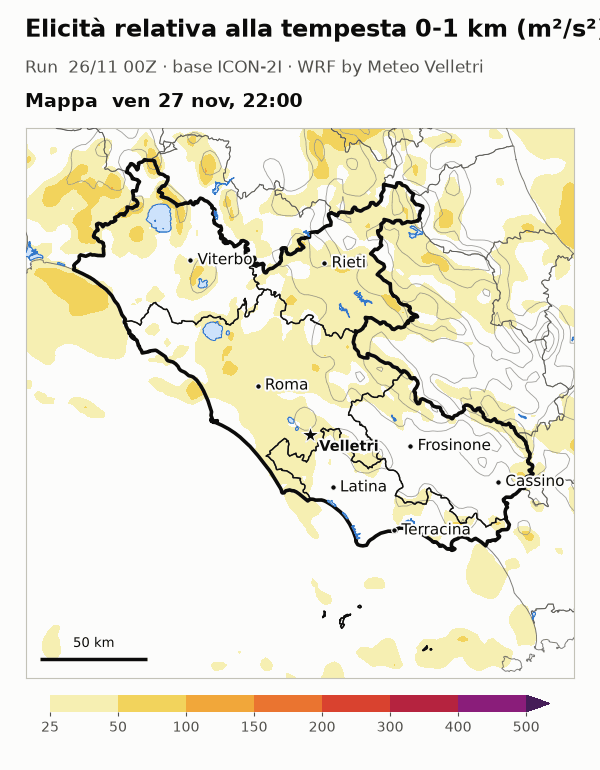 Elicità relativa alla tempesta 0-1 km (m²/s²)
Run 26/11 00Z · base ICON-2I · WRF by Meteo Velletri
Mappa ven 27 nov, 22:00
Viterbo
Rieti
Roma
Velletri
Frosinone
Cassino
Latina
Terracina
50 km
25 50 100 150 200 300 400 500